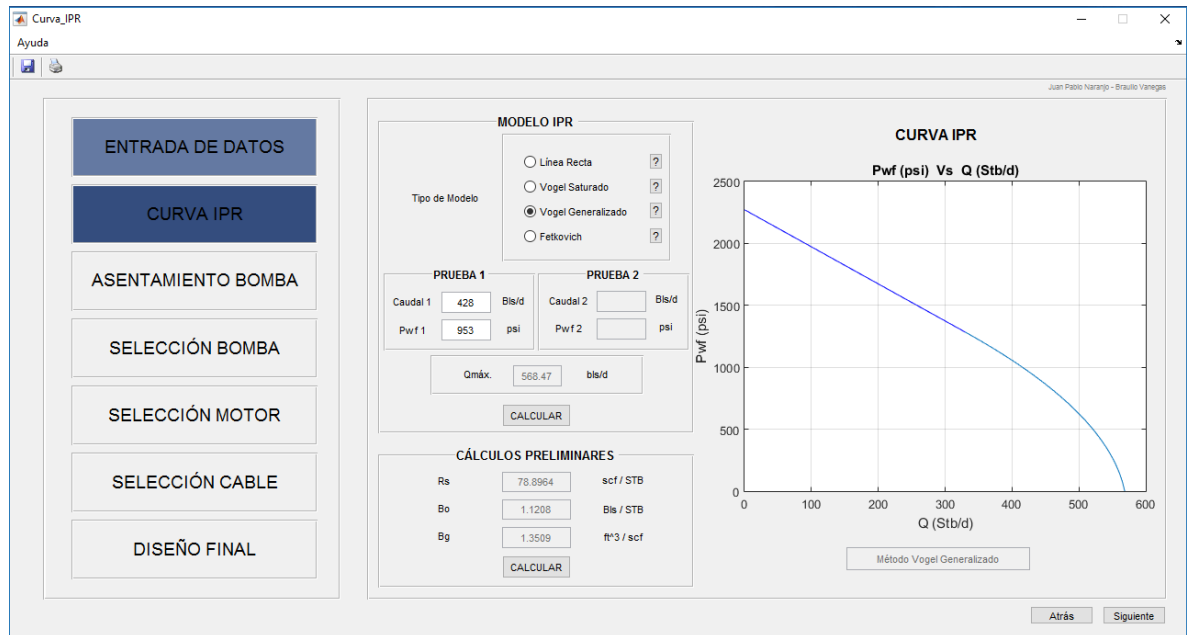 Curva_IPR
Ayuda
Juan Pablo Naranjo - Braulio Vanegas
ENTRADA DE DATOS
CURVA IPR
ASENTAMIENTO BOMBA
SELECCIÓN BOMBA
SELECCIÓN MOTOR
SELECCIÓN CABLE
DISEÑO FINAL
MODELO IPR
Tipo de Modelo
Línea Recta ?
Vogel Saturado ?
Vogel Generalizado ?
Fetkovich ?
PRUEBA 1
Caudal 1 428 Bls/d
Pwf 1 953 psi
PRUEBA 2
Caudal 2 Bls/d
Pwf 2 psi
Qmáx. 568.47 bls/d
CALCULAR
CÁLCULOS PRELIMINARES
Rs 78.8964 scf / STB
Bo 1.1208 Bls / STB
Bg 1.3509 ft^3 / scf
CALCULAR
CURVA IPR
Pwf (psi) Vs Q (Stb/d)
Pwf (psi)
2500
2000
1500
1000
500
0
0 100 200 300 400 500 600
Q (Stb/d)
Método Vogel Generalizado
Atrás Siguiente